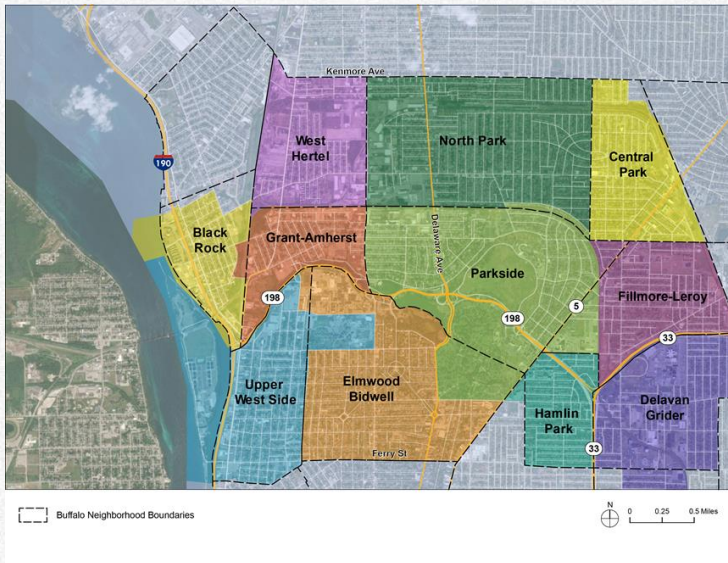 Kenmore Ave
West
Hertel
North Park
Central
Park
190
Black
Rock
Grant-Amherst
Delaware Ave
Parkside
Fillmore-Leroy
198
198
5
33
Upper
West Side
Elmwood
Bidwell
Hamlin
Park
Delavan
Grider
Ferry St
33
Buffalo Neighborhood Boundaries
N
0 0.25 0.5 Miles